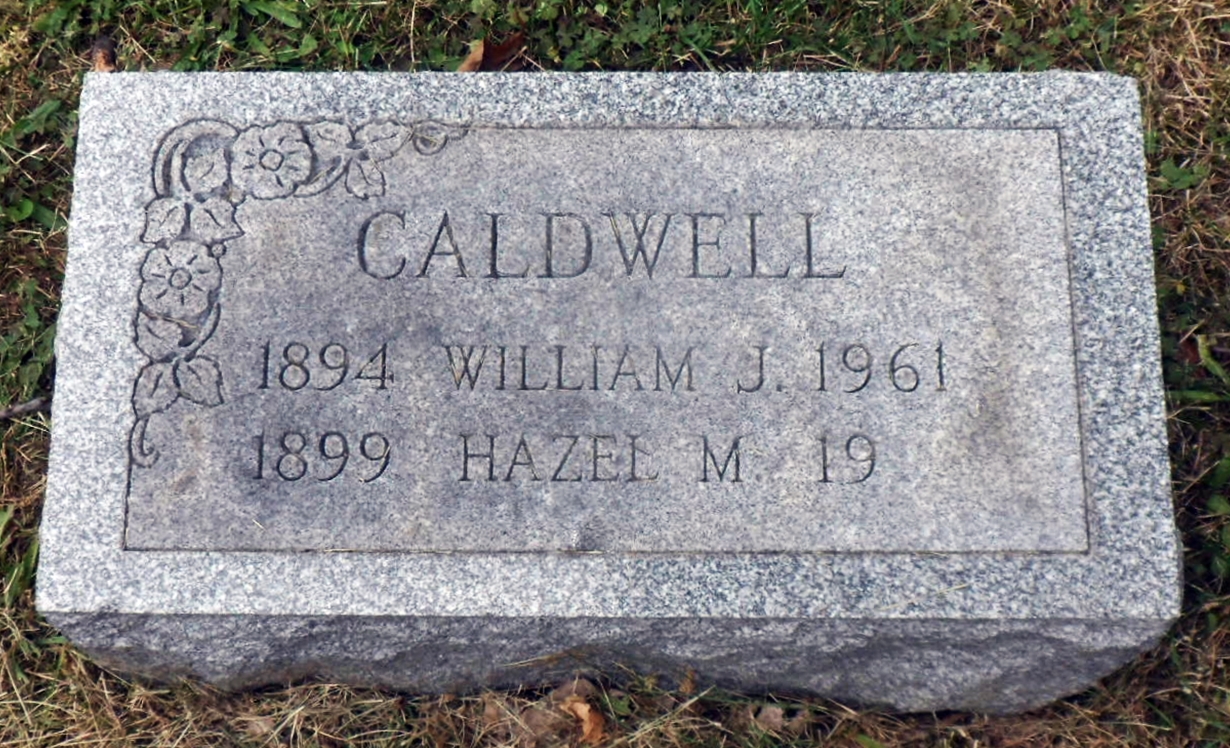 CALDWELL
1894 WILLIAM J. 1961
1899 HAZEL M. 19